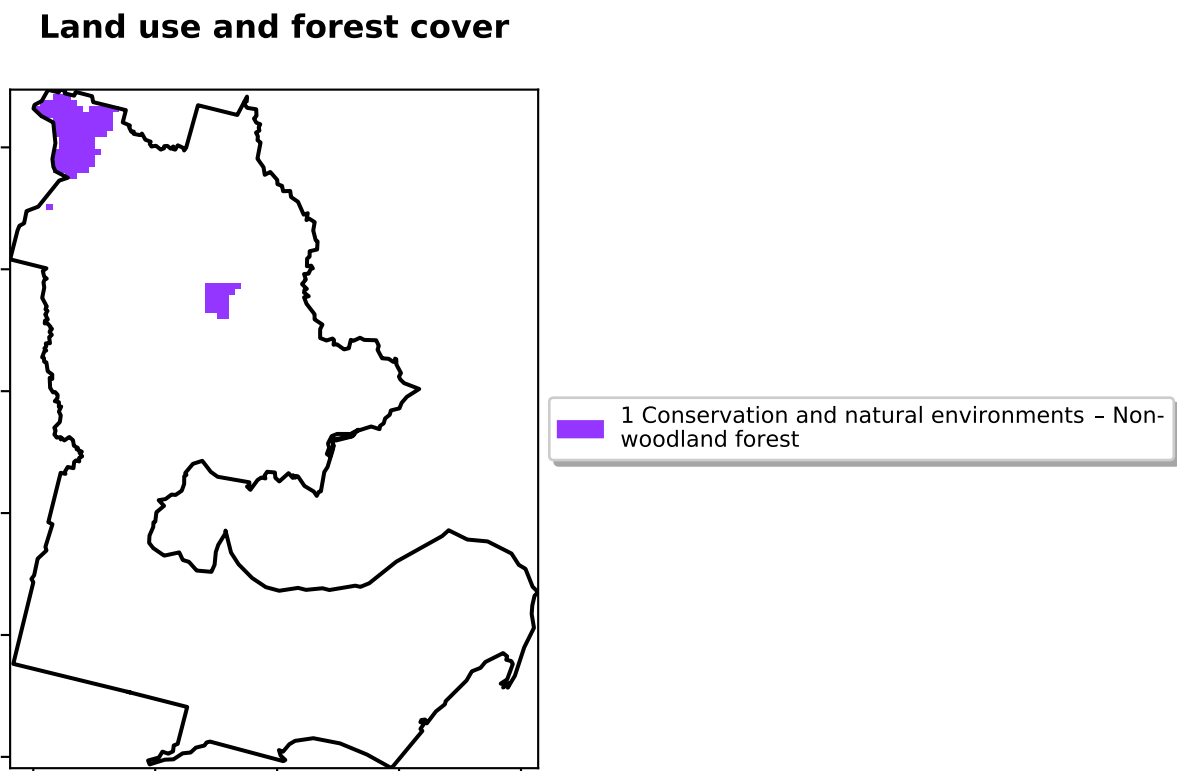 Land use and forest cover
1 Conservation and natural environments – Non-
woodland forest